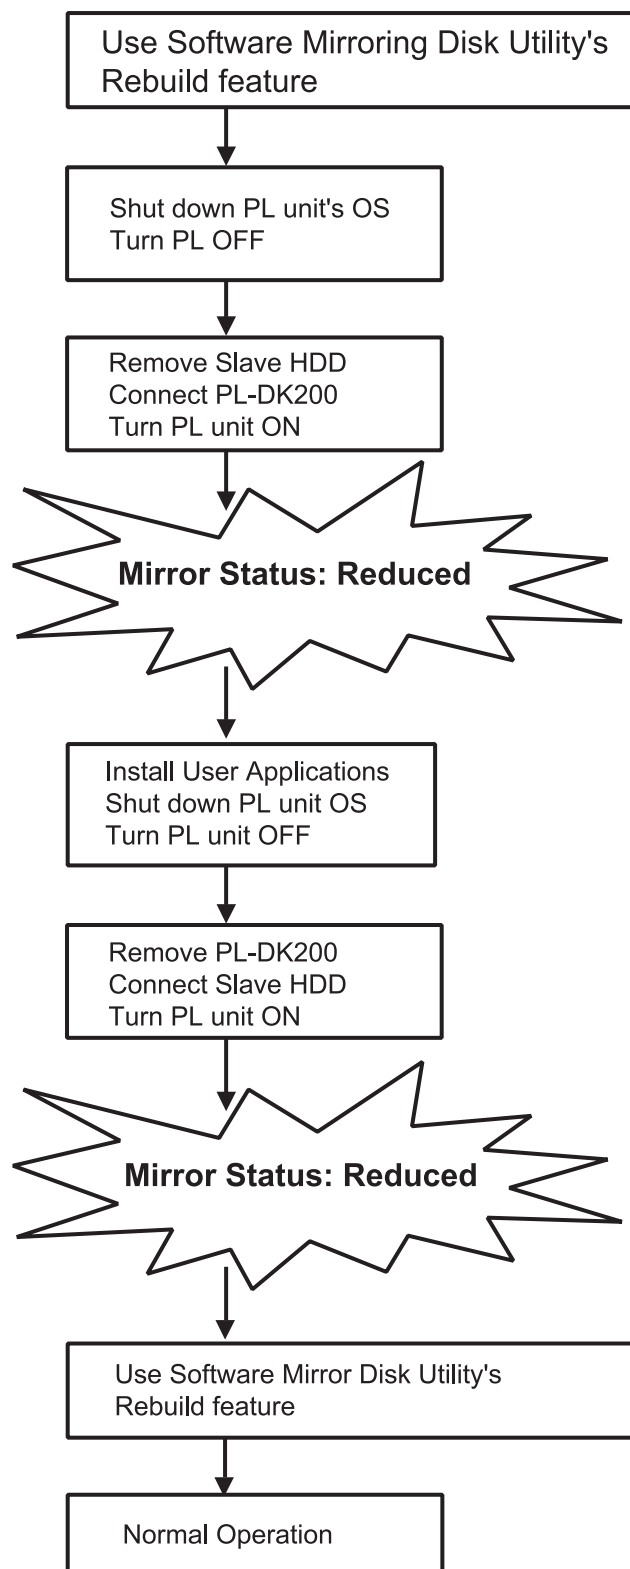 Use Software Mirroring Disk Utility's
Rebuild feature
Shut down PL unit's OS
Turn PL OFF
Remove Slave HDD
Connect PL-DK200
Turn PL unit ON
Mirror Status: Reduced
Install User Applications
Shut down PL unit OS
Turn PL unit OFF
Remove PL-DK200
Connect Slave HDD
Turn PL unit ON
Mirror Status: Reduced
Use Software Mirror Disk Utility's
Rebuild feature
Normal Operation